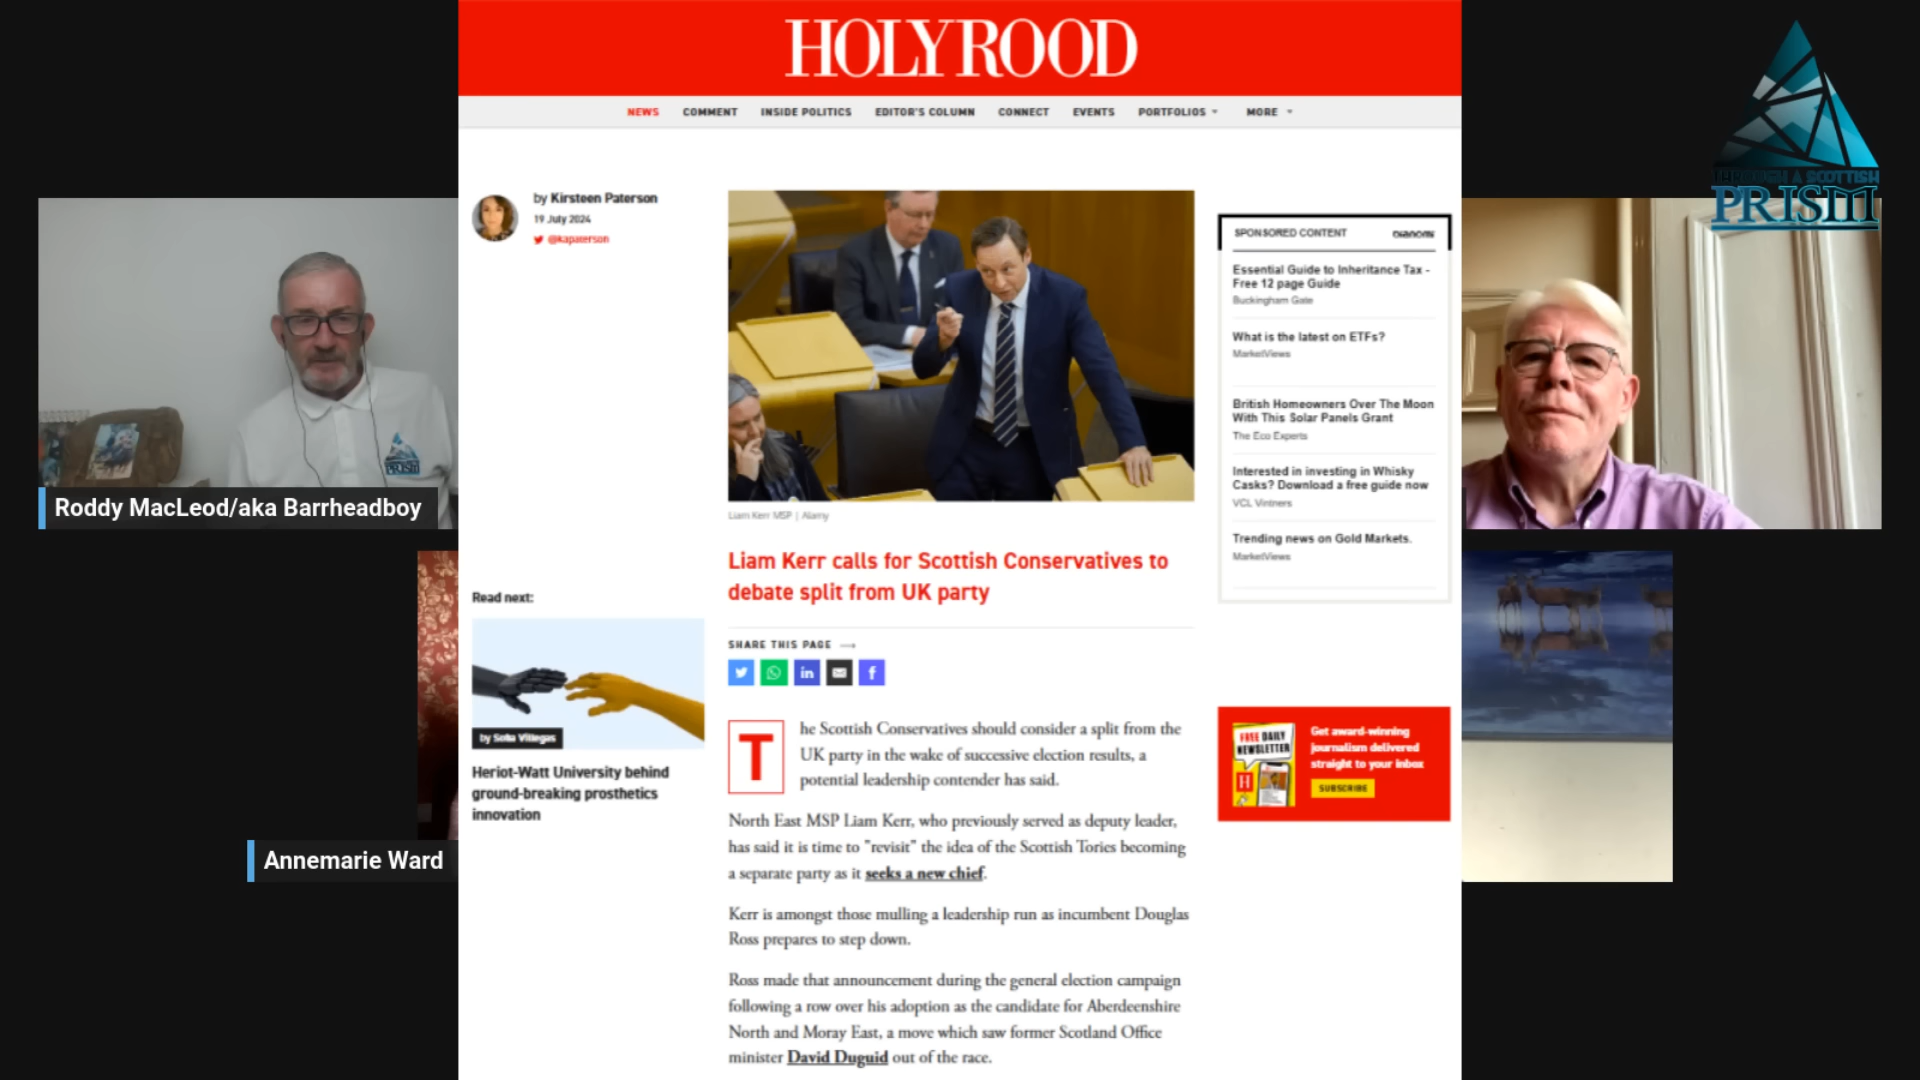 HOLYROOD
NEWS COMMENT INSIDE POLITICS EDITOR'S COLUMN CONNECT EVENTS PORTFOLIOS MORE
THROUGH A SCOTTISH
PRISM
by Kirsteen Paterson
19 July 2024
@kapaterson
Liam Kerr MSP | Alamy
SPONSORED CONTENT
Essential Guide to Inheritance Tax -
Free 12 page Guide
Buckingham Gate
What is the latest on ETFs?
MarketViews
British Homeowners Over The Moon
With This Solar Panels Grant
The Eco Experts
Interested in investing in Whisky
Casks? Download a free guide now
VCL Vintners
Trending news on Gold Markets.
MarketViews
PRISM
Roddy MacLeod/aka Barrheadboy
Liam Kerr calls for Scottish Conservatives to
debate split from UK party
SHARE THIS PAGE
Read next:
by Sofia Villegas
Heriot-Watt University behind
ground-breaking prosthetics
innovation
The Scottish Conservatives should consider a split from the
UK party in the wake of successive election results, a
potential leadership contender has said.
North East MSP Liam Kerr, who previously served as deputy leader,
has said it is time to "revisit" the idea of the Scottish Tories becoming
a separate party as it seeks a new chief.
Kerr is amongst those mulling a leadership run as incumbent Douglas
Ross prepares to step down.
Ross made that announcement during the general election campaign
following a row over his adoption as the candidate for Aberdeenshire
North and Moray East, a move which saw former Scotland Office
minister David Duguid out of the race.
FREE DAILY
NEWSLETTER
H
Get award-winning
journalism delivered
straight to your inbox
SUBSCRIBE
Annemarie Ward